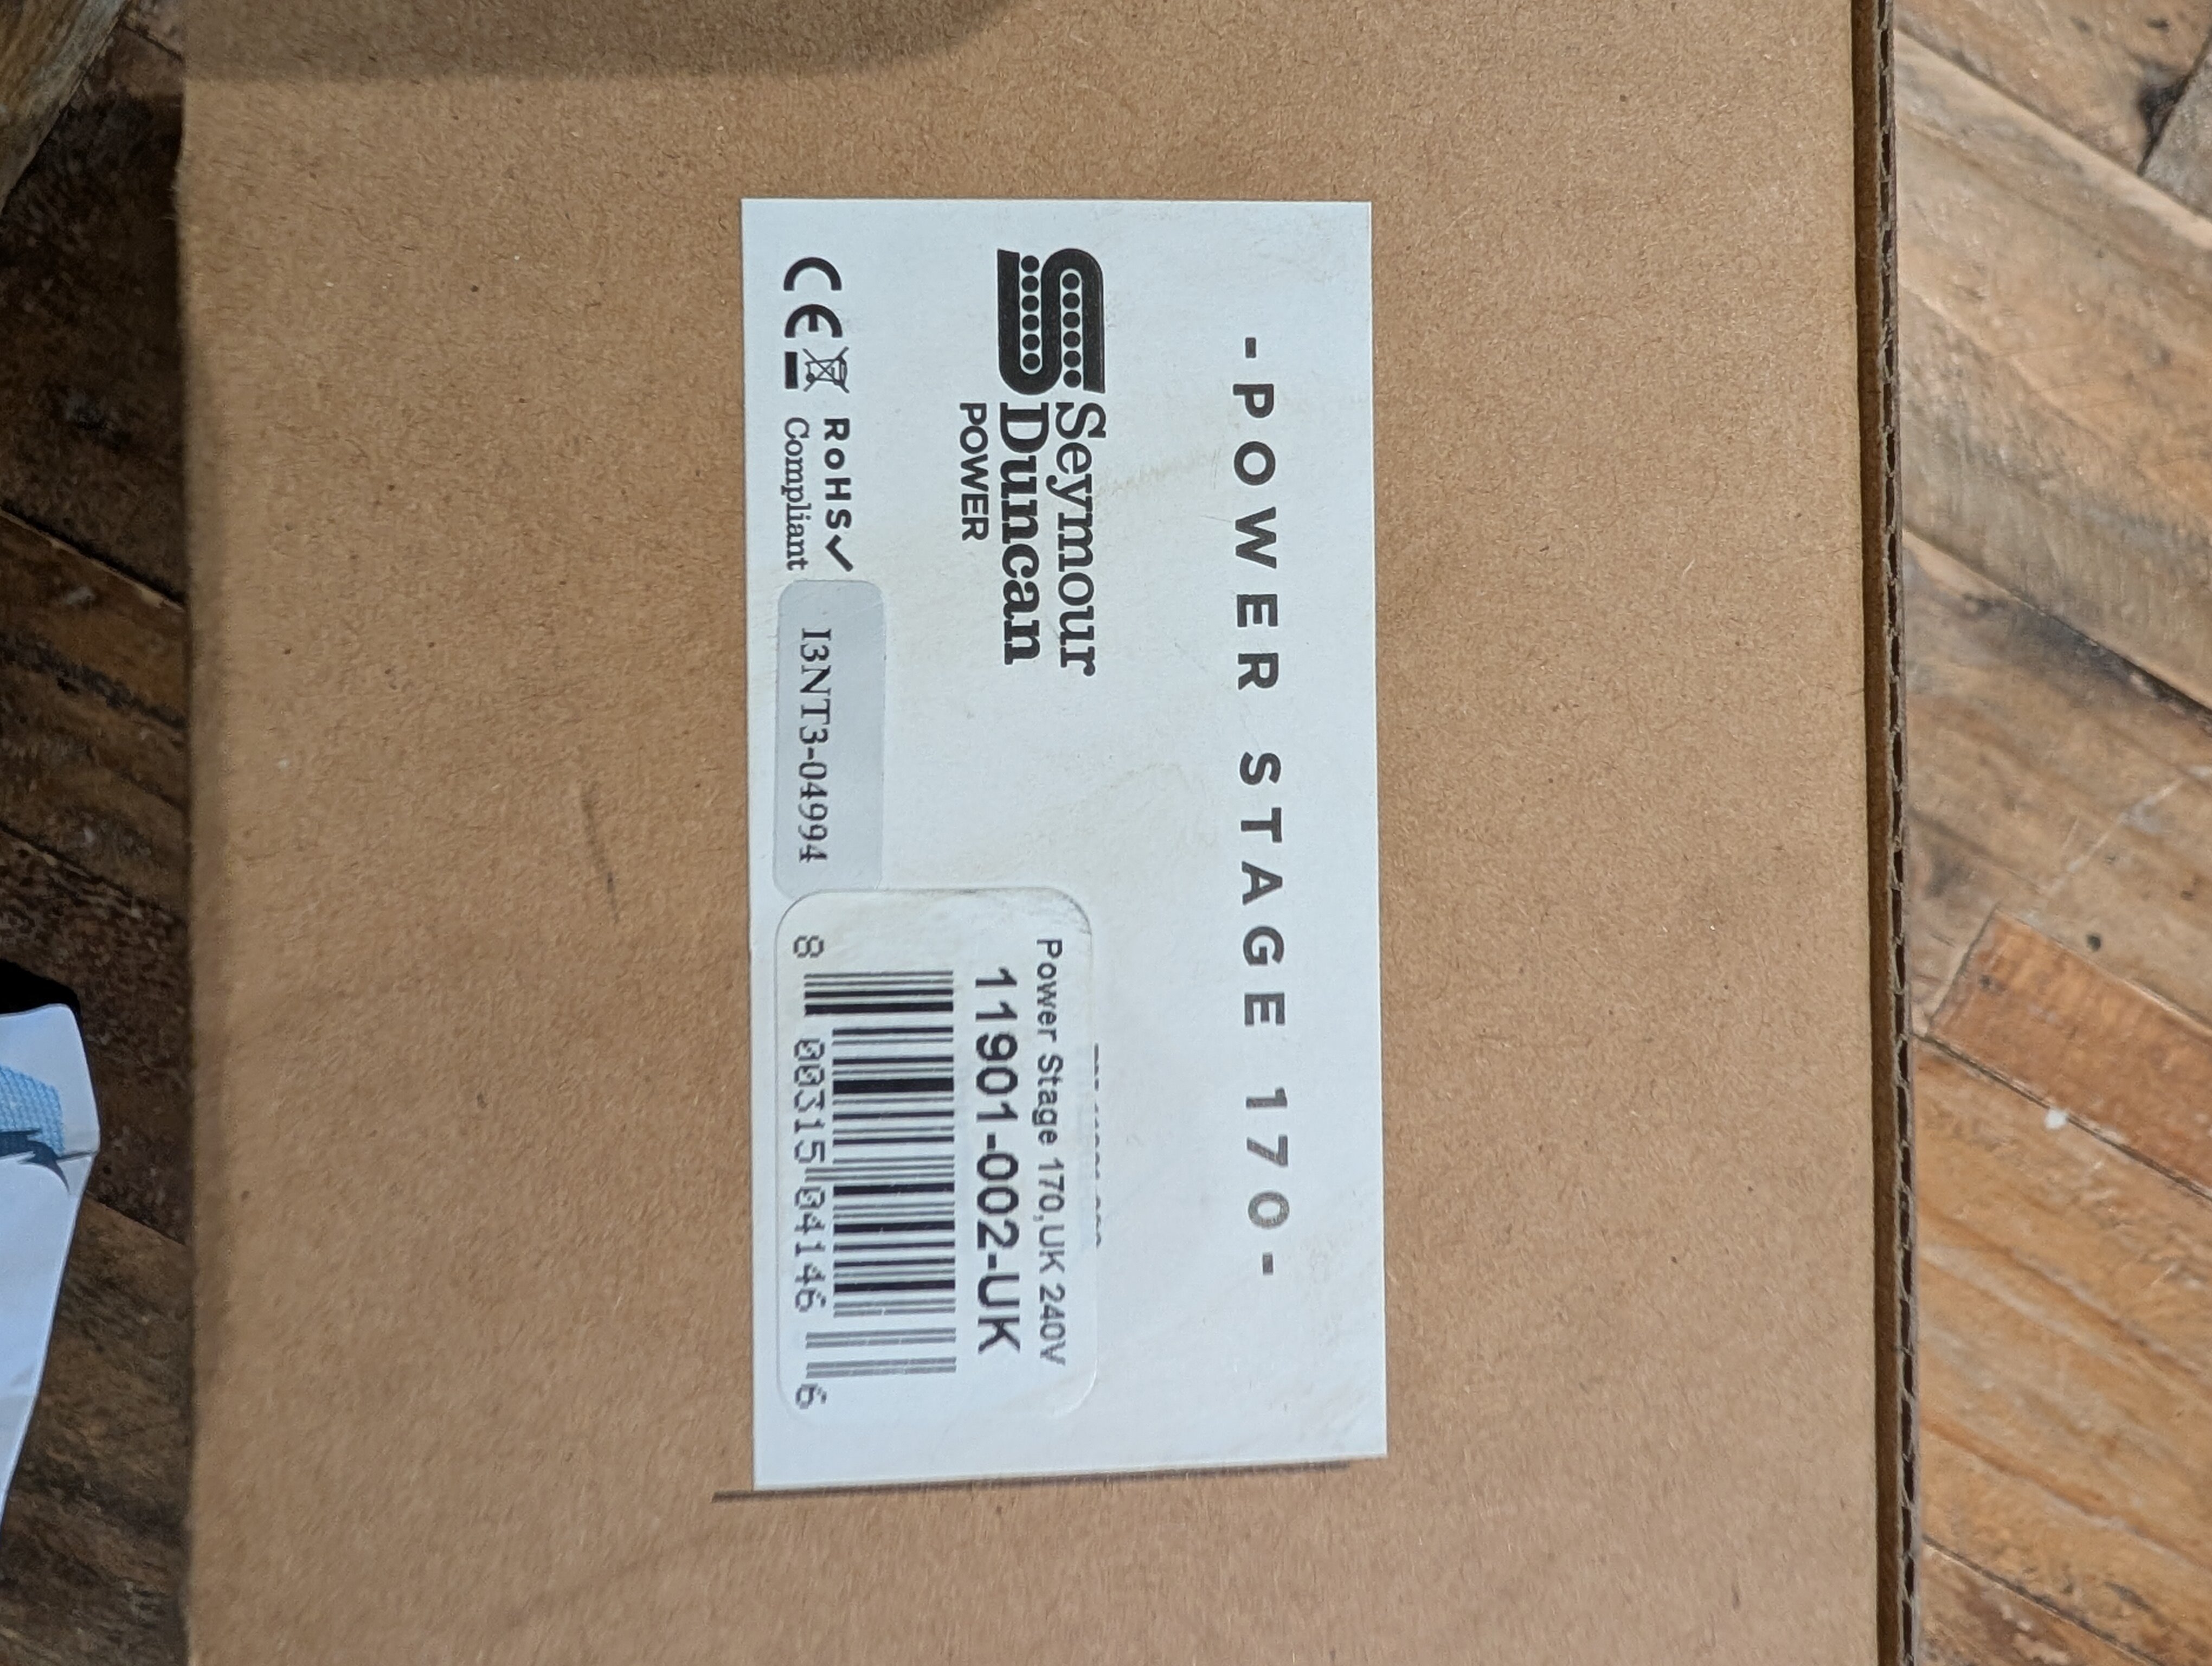 -POWER STAGE 170-
Seymour
Duncan
POWER
CE
RoHS✓
Compliant
I3NT3-04994
Power Stage 170,UK 240V
11901-002-UK
8 00315 04146 6